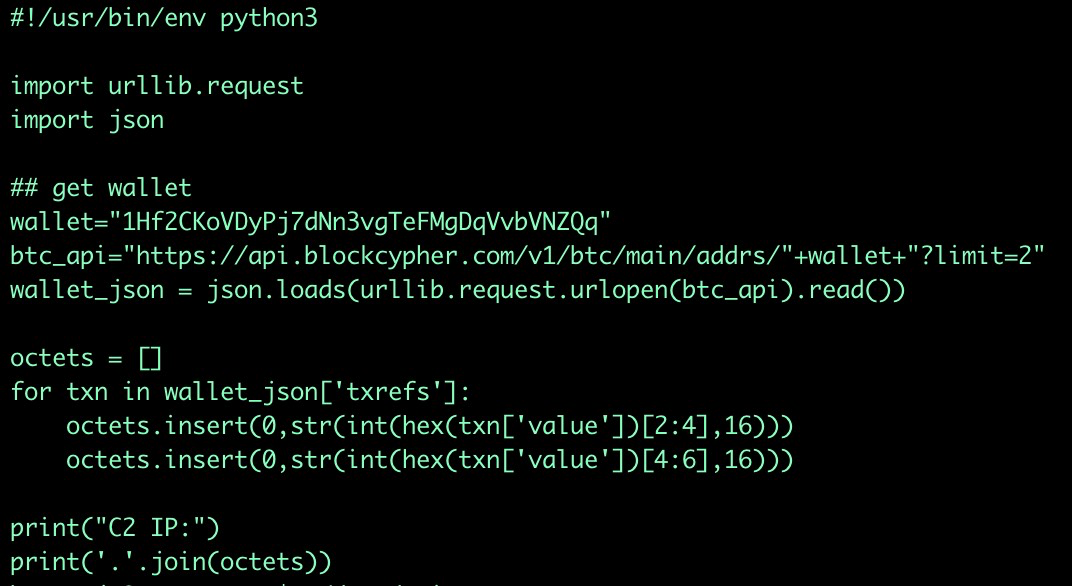 #!/usr/bin/env python3
import urllib.request
import json
## get wallet
wallet="1Hf2CKoVDyPj7dNn3vgTeFMgDqVvbVNZQq"
btc_api="https://api.blockcypher.com/v1/btc/main/addrs/"+wallet+"?limit=2"
wallet_json = json.loads(urllib.request.urlopen(btc_api).read())
octets = []
for txn in wallet_json['txrefs']:
    octets.insert(0,str(int(hex(txn['value'])[2:4],16)))
    octets.insert(0,str(int(hex(txn['value'])[4:6],16)))
print("C2 IP:")
print('.'.join(octets))